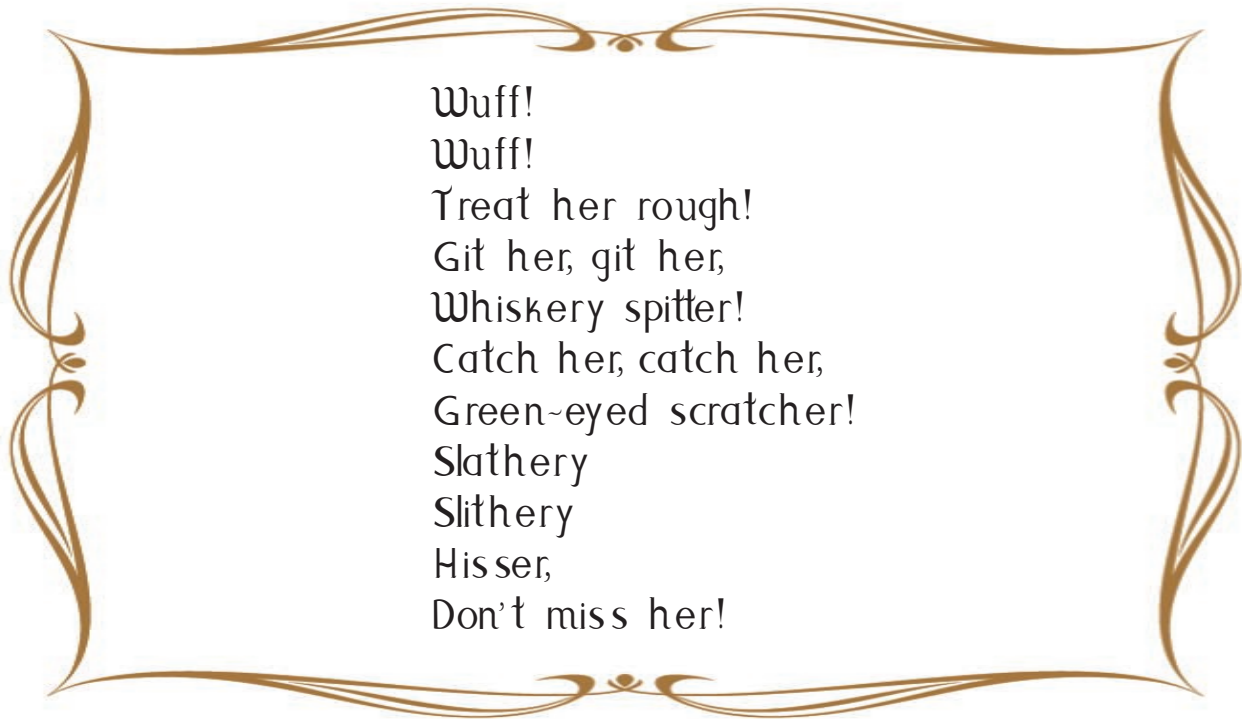 Wuff!
Wuff!
Treat her rough!
Git her, git her,
Whiskery spitter!
Catch her, catch her,
Green~eyed scratcher!
Slathery
Slithery
Hisser,
Don't miss her!